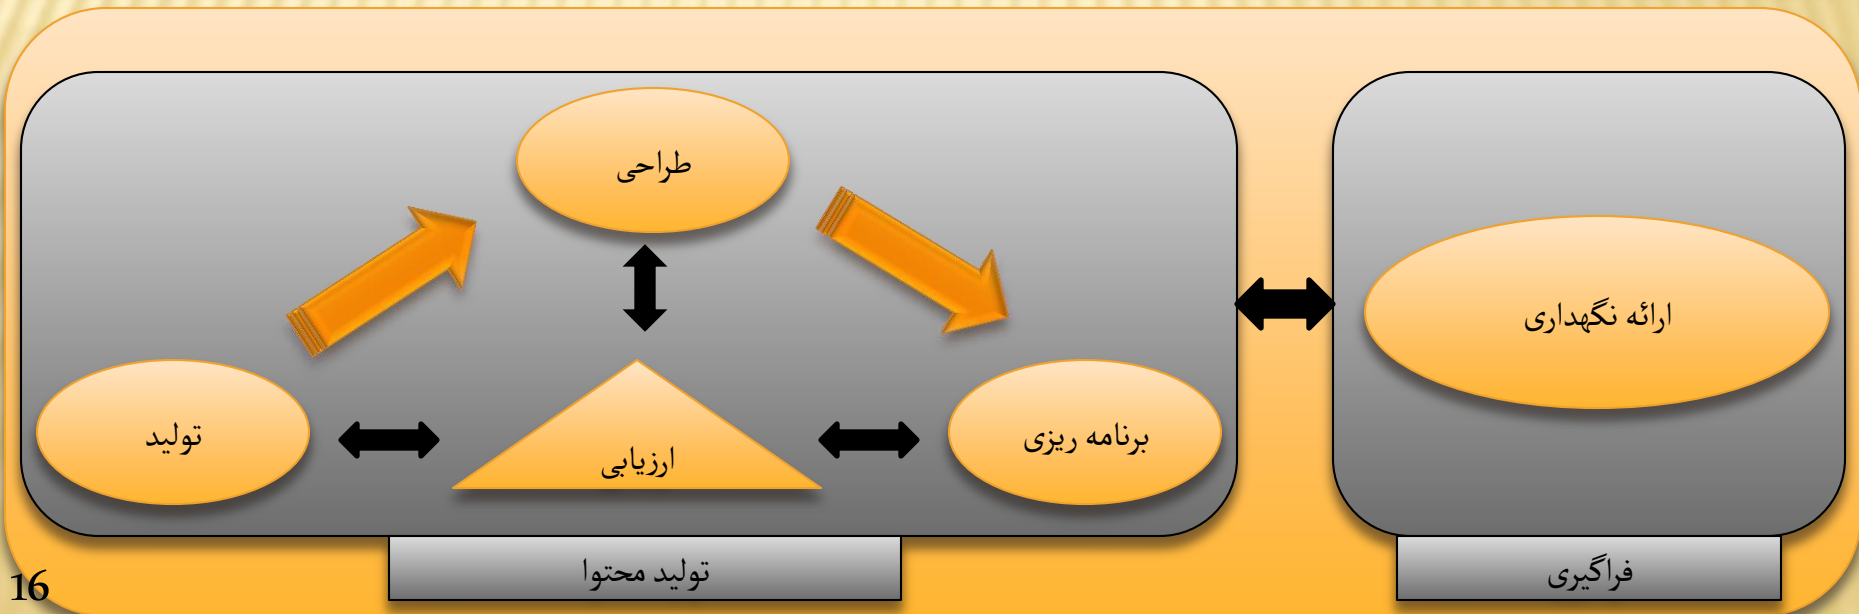 طراحی
ارائه نگهداری
برنامه ریزی
ارزیابی
تولید
فراگیری
تولید محتوا
16